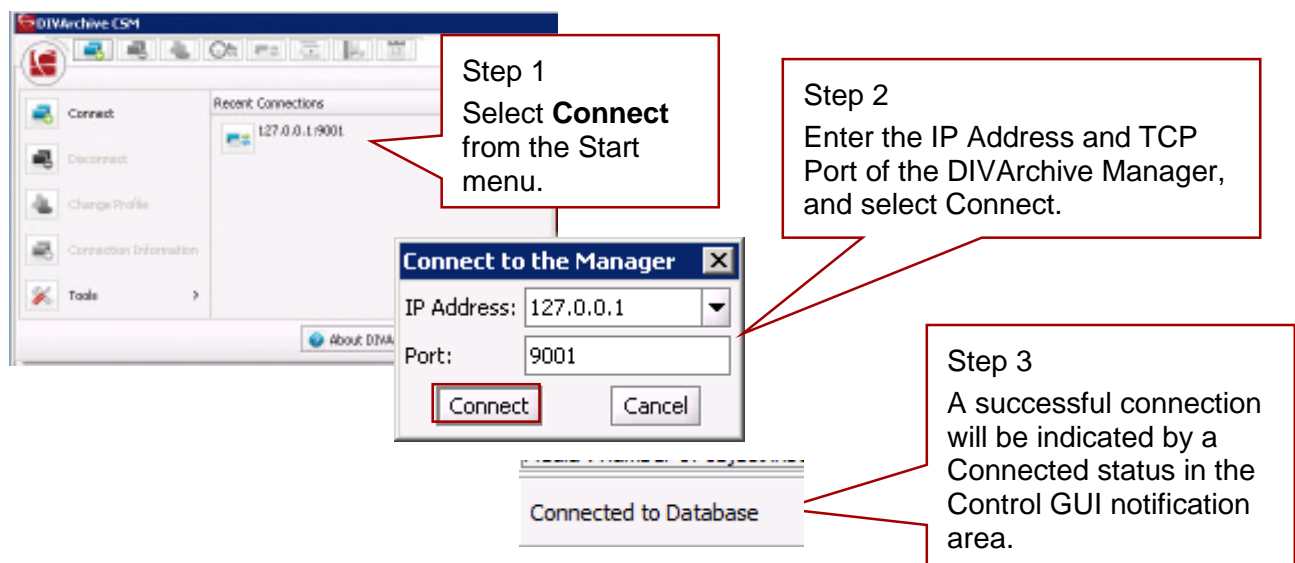 DIVArchive CSM
Connect
Disconnect
Change Profile
Connection Information
Tools
Recent Connections
127.0.0.1:9001
About DIVA
Step 1
Select Connect
from the Start
menu.
Step 2
Enter the IP Address and TCP
Port of the DIVArchive Manager,
and select Connect.
Connect to the Manager
IP Address: 127.0.0.1
Port: 9001
Connect Cancel
Step 3
A successful connection
will be indicated by a
Connected status in the
Control GUI notification
area.
Connected to Database